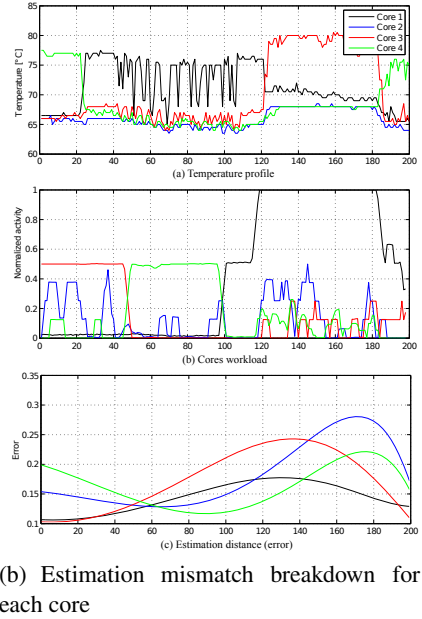 85
80
75
70
65
60
Temperature [°C]
Core 1
Core 2
Core 3
Core 4
0 20 40 60 80 100 120 140 160 180 200
(a) Temperature profile
1
0.8
0.6
0.4
0.2
0
Normalized activity
0 20 40 60 80 100 120 140 160 180 200
(b) Cores workload
0.35
0.3
0.25
0.2
0.15
0.1
Error
0 20 40 60 80 100 120 140 160 180 200
(c) Estimation distance (error)
(b) Estimation mismatch breakdown for
each core